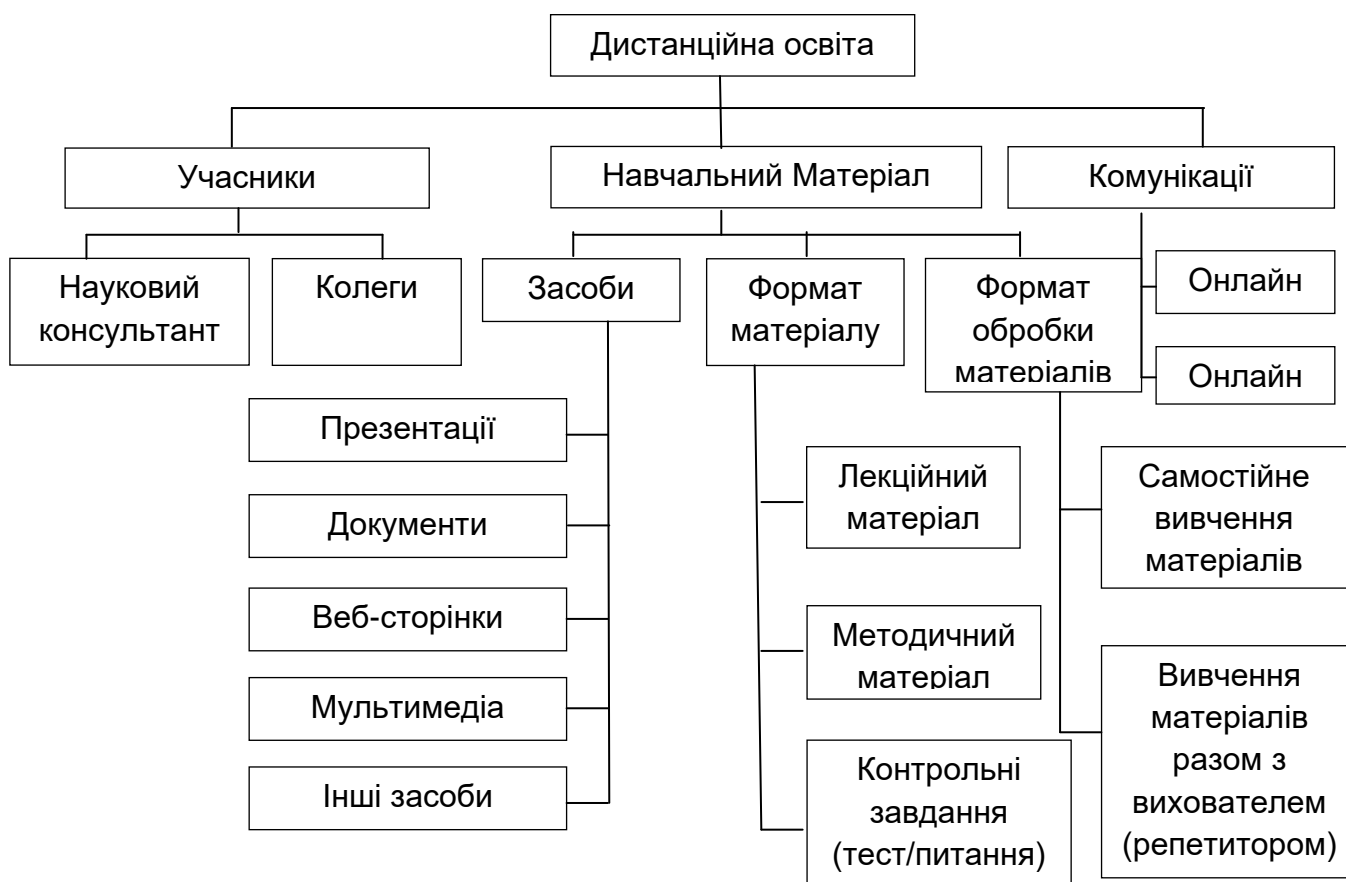 Дистанційна освіта
Учасники
Навчальний Матеріал
Комунікації
Науковий
консультант
Колеги
Засоби
Формат
матеріалу
Формат
обробки
матеріалів
Онлайн
Онлайн
Презентації
Документи
Веб-сторінки
Мультимедіа
Інші засоби
Лекційний
матеріал
Методичний
матеріал
Контрольні
завдання
(тест/питання)
Самостійне
вивчення
матеріалів
Вивчення
матеріалів
разом з
вихователем
(репетитором)